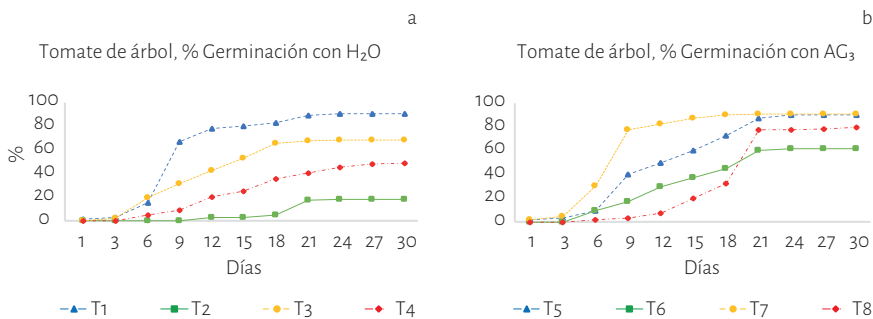 a
Tomate de árbol, % Germinación con H₂O
100
80
60
40
20
0
%
1 3 6 9 12 15 18 21 24 27 30
Días
T1 T2 T3 T4
b
Tomate de árbol, % Germinación con AG₃
100
80
60
40
20
0
1 3 6 9 12 15 18 21 24 27 30
Días
T5 T6 T7 T8